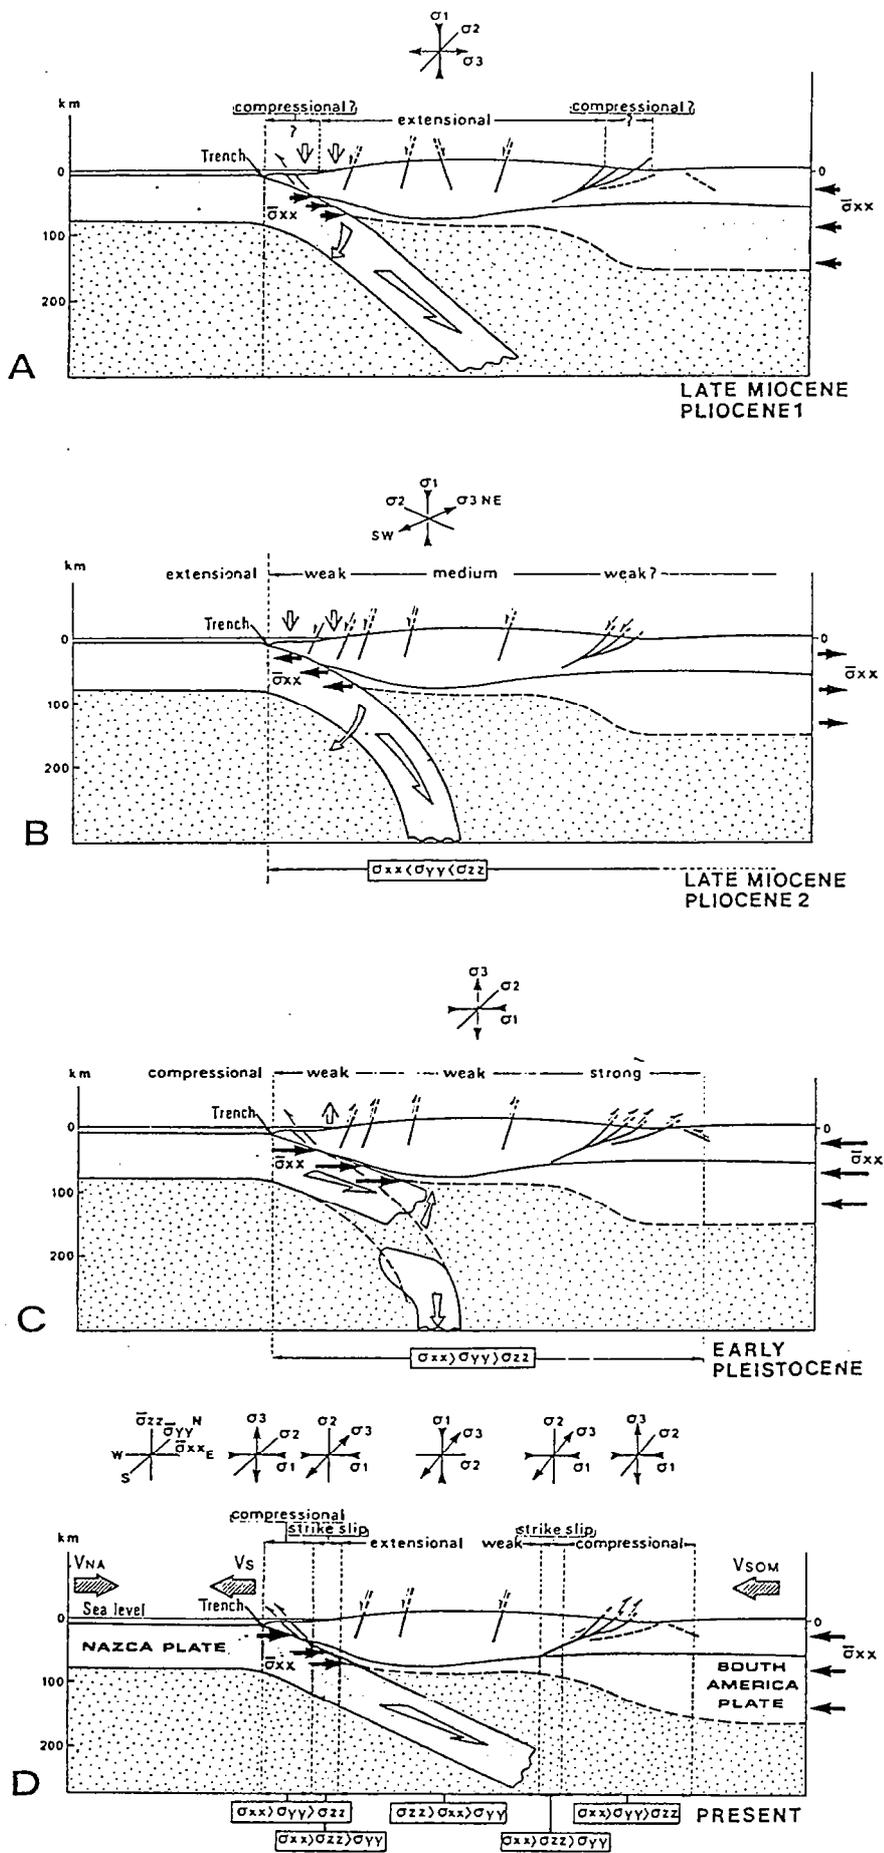 σ1
σ2
σ3
km
compressional?
?
extensional
compressional?
?
Trench
0
0
σ̅xx
σ̅xx
100
200
A
LATE MIOCENE
PLIOCENE 1
σ1
σ2
σ3 NE
SW
km
extensional
weak
medium
weak?
Trench
0
0
σ̅xx
σ̅xx
100
200
B
σxx<σyy<σzz
LATE MIOCENE
PLIOCENE 2
σ3
σ2
σ1
km
compressional
weak
weak
strong
Trench
0
0
σ̅xx
σ̅xx
100
200
C
σxx>σyy>σzz
EARLY
PLEISTOCENE
σ̅zz
σ̅yy N
W
σ̅xx E
S
σ3
σ2
σ1
σ2
σ3
σ1
σ1
σ3
σ2
σ2
σ3
σ1
σ3
σ2
σ1
km
compressional
strike slip
extensional
weak
strike slip
compressional
VNA
VS
VSOM
Sea level
Trench
0
0
NAZCA PLATE
σ̅xx
σ̅xx
SOUTH
AMERICA
PLATE
100
200
D
σxx>σyy>σzz
σzz>σxx>σyy
σxx>σyy>σzz
PRESENT
σxx>σzz>σyy
σxx>σzz>σyy